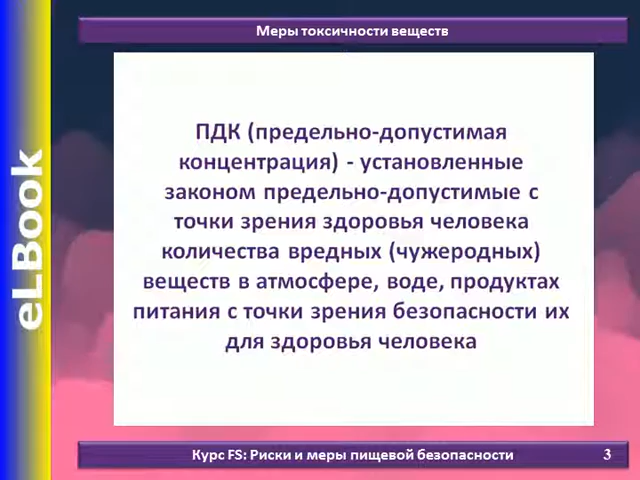 Меры токсичности веществ
ПДК (предельно-допустимая
концентрация) - установленные
законом предельно-допустимые с
точки зрения здоровья человека
количества вредных (чужеродных)
веществ в атмосфере, воде, продуктах
питания с точки зрения безопасности их
для здоровья человека
eLBook
Курс FS: Риски и меры пищевой безопасности 3